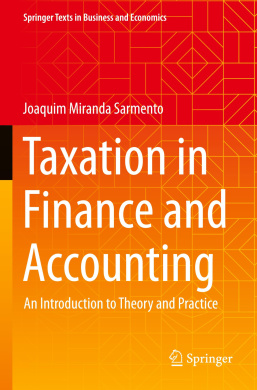 Springer Texts in Business and Economics
Joaquim Miranda Sarmento
Taxation in
Finance and
Accounting
An Introduction to Theory and Practice
Springer